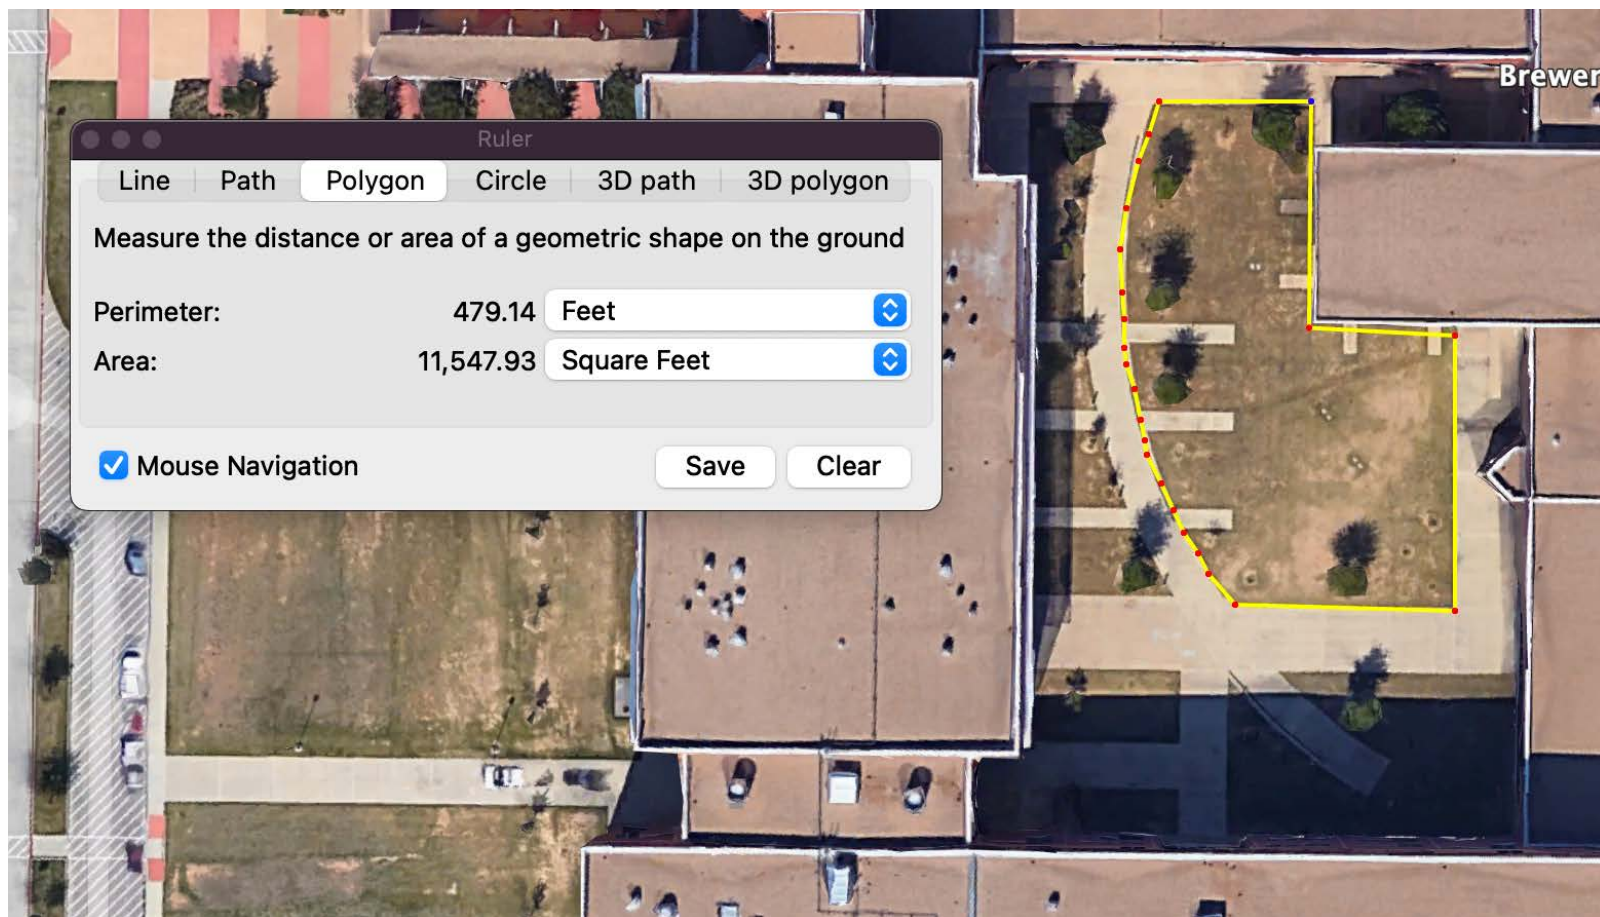 Brewer
Ruler
Line Path Polygon Circle 3D path 3D polygon
Measure the distance or area of a geometric shape on the ground
Perimeter: 479.14 Feet
Area: 11,547.93 Square Feet
Mouse Navigation Save Clear